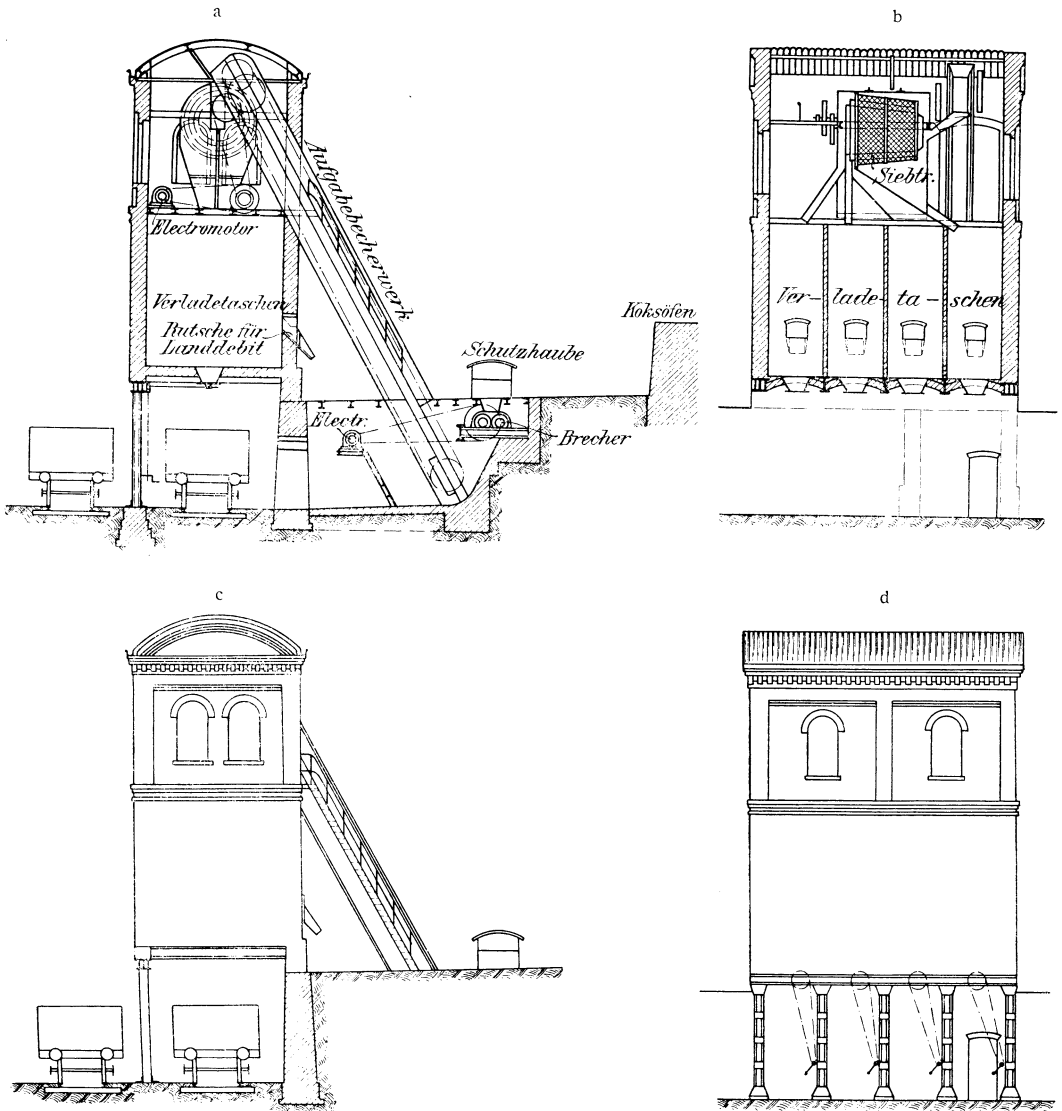 a
b
Aufgabebecherwerk
Siebtr.
Electromotor
Verladetaschen
Rutsche für
Landdebit
Ver- lade- ta- schen
Koksöfen
Schutzhaube
Electr.
Brecher
c
d